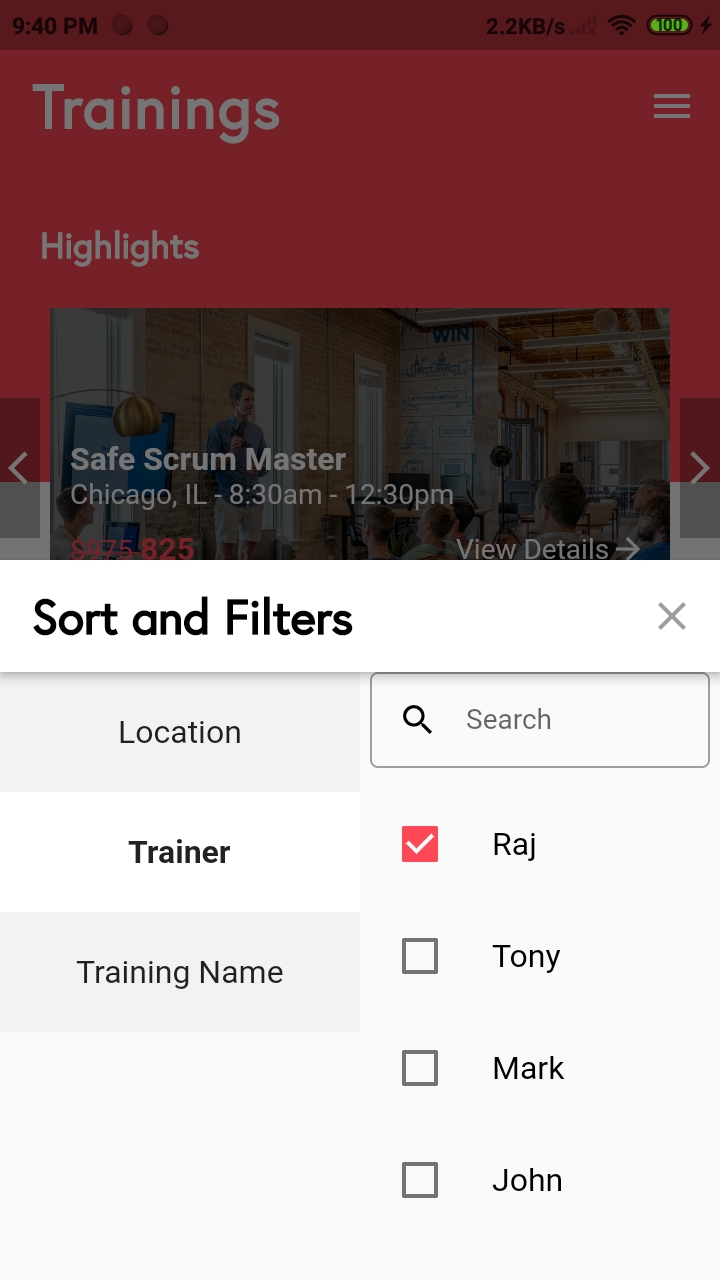 9:40 PM 2.2KB/s 100
Trainings
Highlights
WIN
Safe Scrum Master
Chicago, IL - 8:30am - 12:30pm
$975 825 View Details
Sort and Filters
Location
Trainer
Training Name
Search
Raj
Tony
Mark
John